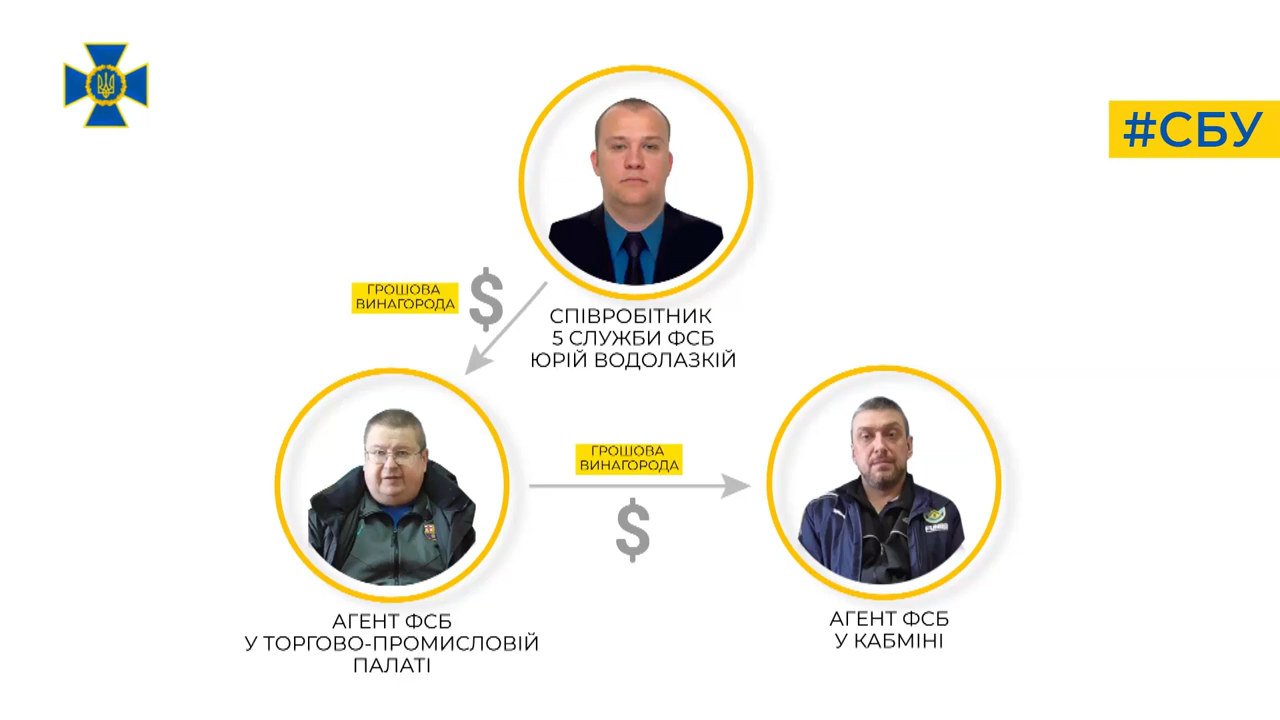 #СБУ
ГРОШОВА
ВИНАГОРОДА
$
СПІВРОБІТНИК
5 СЛУЖБИ ФСБ
ЮРІЙ ВОДОЛАЗКІЙ
ГРОШОВА
ВИНАГОРОДА
$
АГЕНТ ФСБ
У ТОРГОВО-ПРОМИСЛОВІЙ
ПАЛАТІ
АГЕНТ ФСБ
У КАБМІНІ